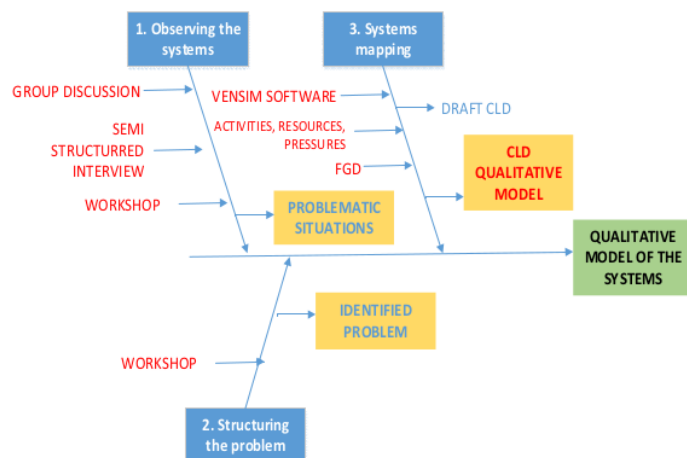 1. Observing the
systems
3. Systems mapping
GROUP DISCUSSION
SEMI
STRUCTURRED
INTERVIEW
WORKSHOP
PROBLEMATIC
SITUATIONS
VENSIM SOFTWARE
DRAFT CLD
ACTIVITIES, RESOURCES,
PRESSURES
FGD
CLD
QUALITATIVE
MODEL
QUALITATIVE
MODEL OF THE
SYSTEMS
IDENTIFIED
PROBLEM
WORKSHOP
2. Structuring
the problem